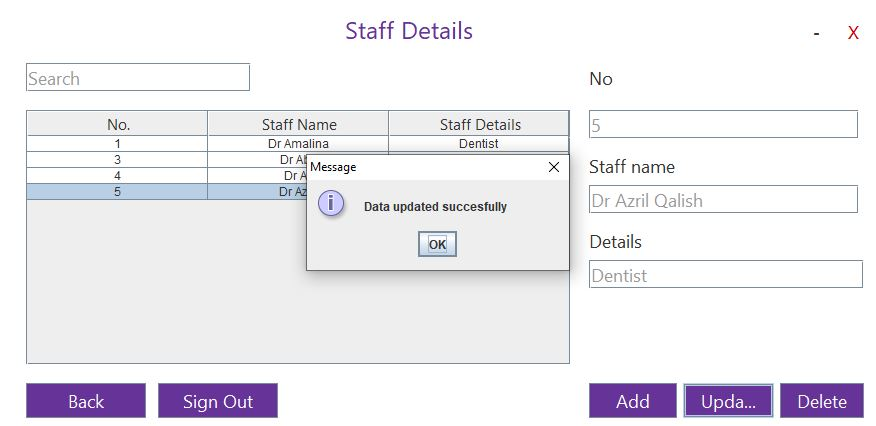 Staff Details
- X
Search
No. Staff Name Staff Details
1 Dr Amalina Dentist
3 Dr
4 Dr
5 Dr
Message
Data updated succesfully
OK
No
5
Staff name
Dr Azril Qalish
Details
Dentist
Back Sign Out Add Upda... Delete